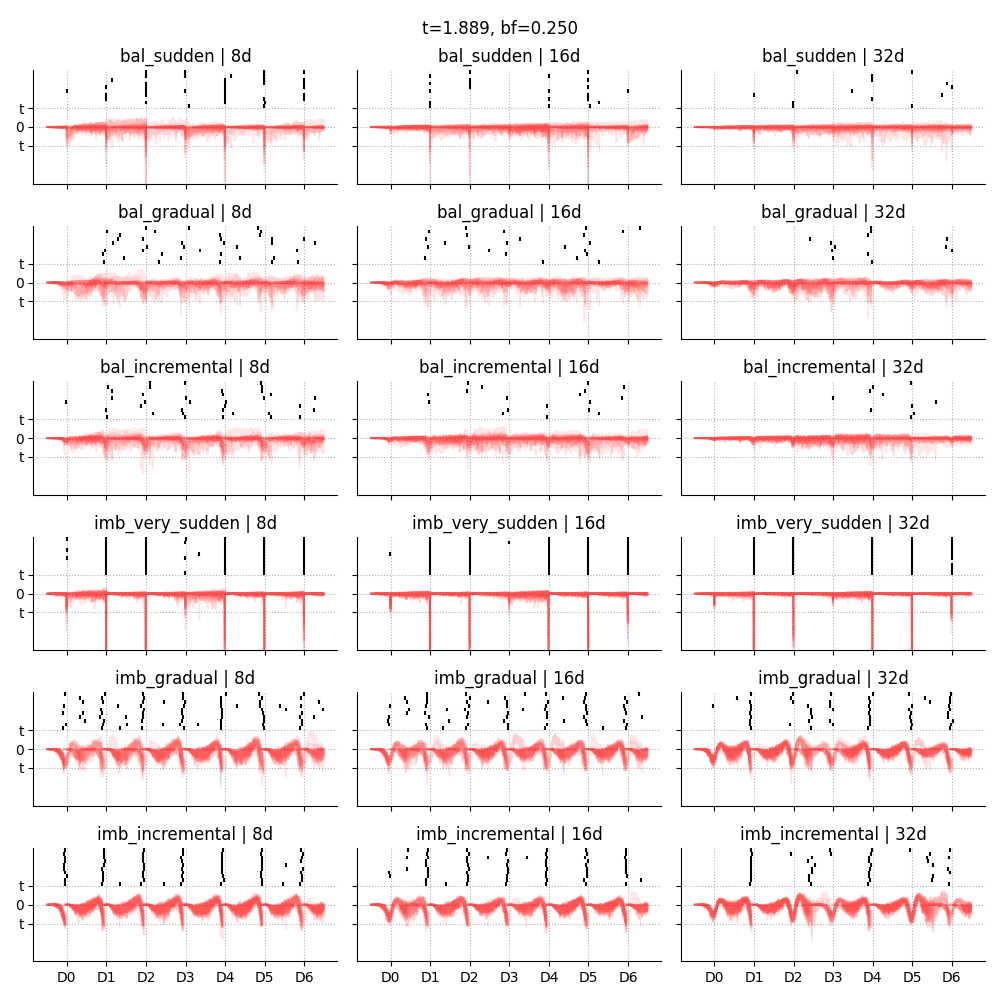 t=1.889, bf=0.250
bal_sudden | 8d
bal_sudden | 16d
bal_sudden | 32d
t
0
t
bal_gradual | 8d
bal_gradual | 16d
bal_gradual | 32d
t
0
t
bal_incremental | 8d
bal_incremental | 16d
bal_incremental | 32d
t
0
t
imb_very_sudden | 8d
imb_very_sudden | 16d
imb_very_sudden | 32d
t
0
t
imb_gradual | 8d
imb_gradual | 16d
imb_gradual | 32d
t
0
t
imb_incremental | 8d
imb_incremental | 16d
imb_incremental | 32d
t
0
t
D0 D1 D2 D3 D4 D5 D6
D0 D1 D2 D3 D4 D5 D6
D0 D1 D2 D3 D4 D5 D6